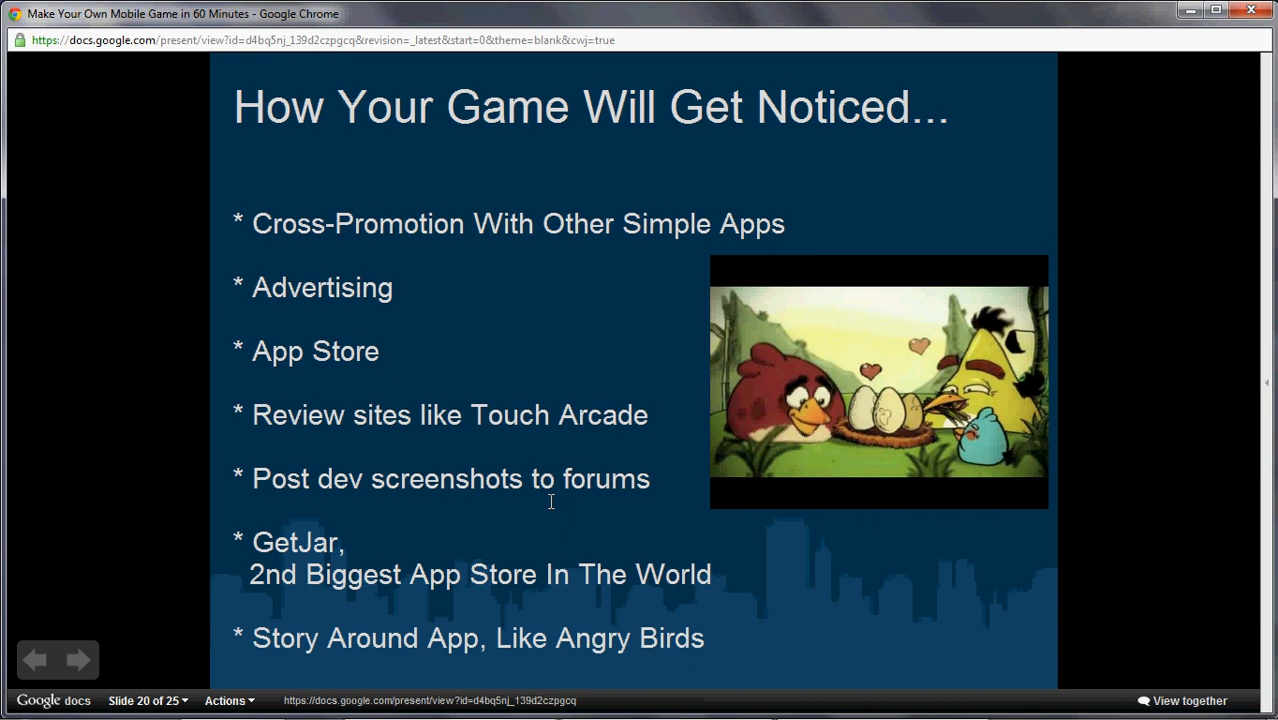 Make Your Own Mobile Game in 60 Minutes - Google Chrome
https://docs.google.com/present/view?id=d4bq5nj_139d2czpgcq&revision=_latest&start=0&theme=blank&cwj=true
How Your Game Will Get Noticed...
* Cross-Promotion With Other Simple Apps
* Advertising
* App Store
* Review sites like Touch Arcade
* Post dev screenshots to forums
* GetJar,
2nd Biggest App Store In The World
* Story Around App, Like Angry Birds
Google docs Slide 20 of 25 Actions https://docs.google.com/present/view?id=d4bq5nj_139d2czpgcq View together